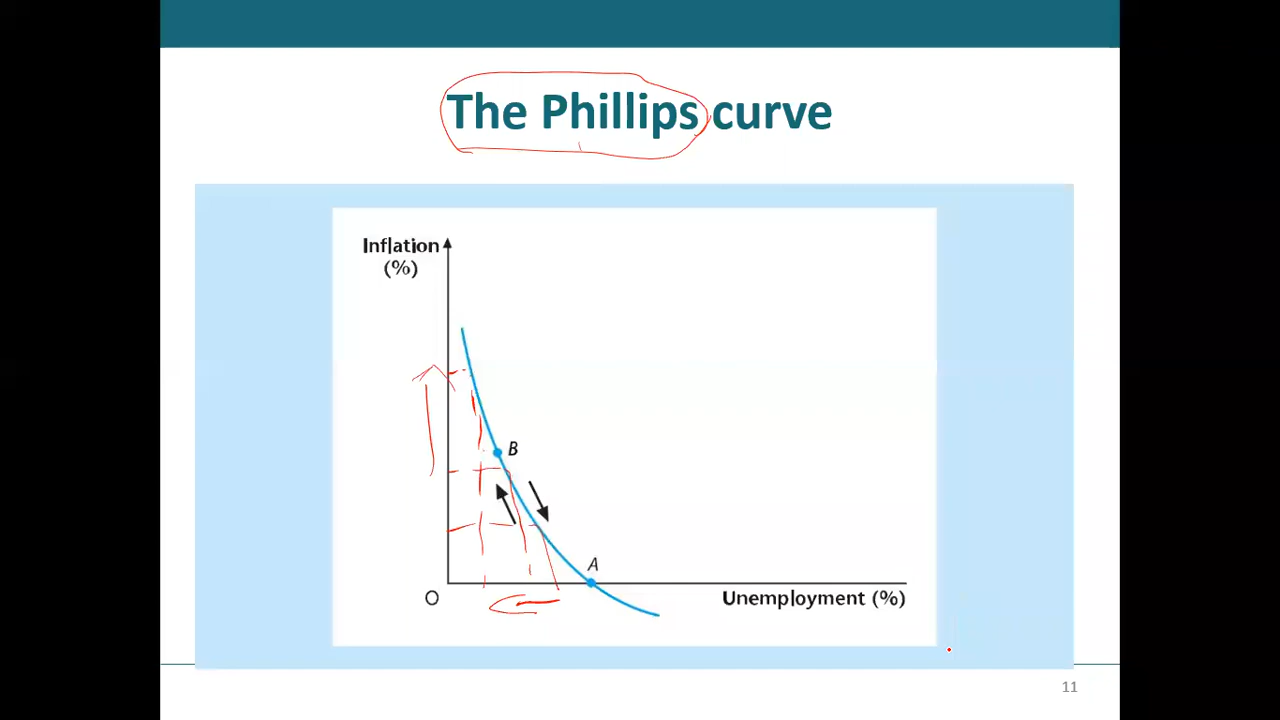 The Phillips curve
Inflation
(%)
B
A
O
Unemployment (%)
11